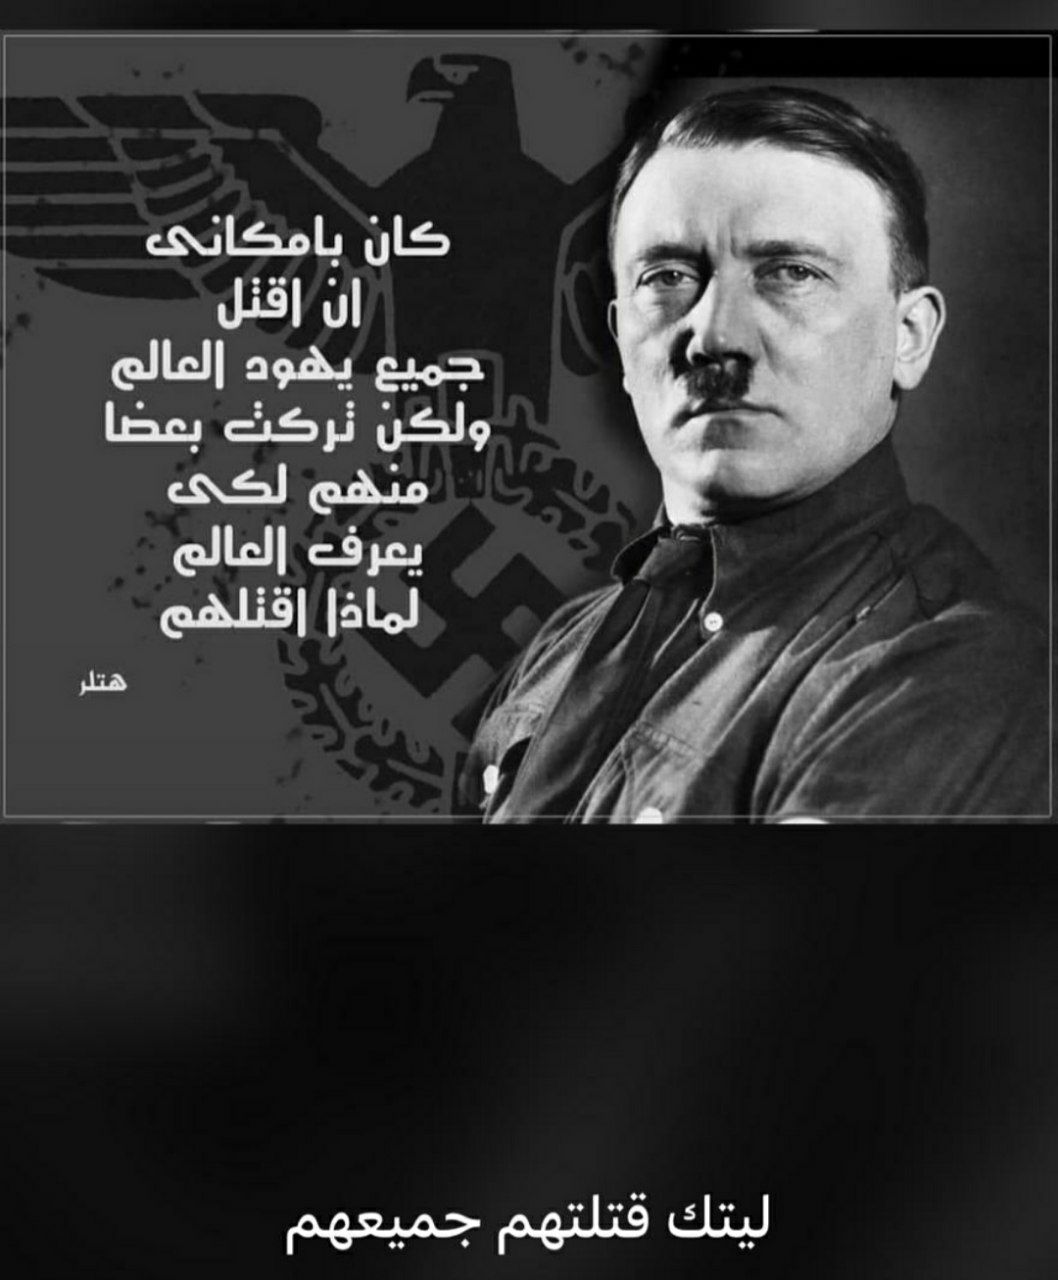 كان بامكانى
ان اقتل
جميع يهود العالم
ولكن تركت بعضا
منهم لكى
يعرف العالم
لماذا اقتلهم
هتلر
ليتك قتلتهم جميعهم